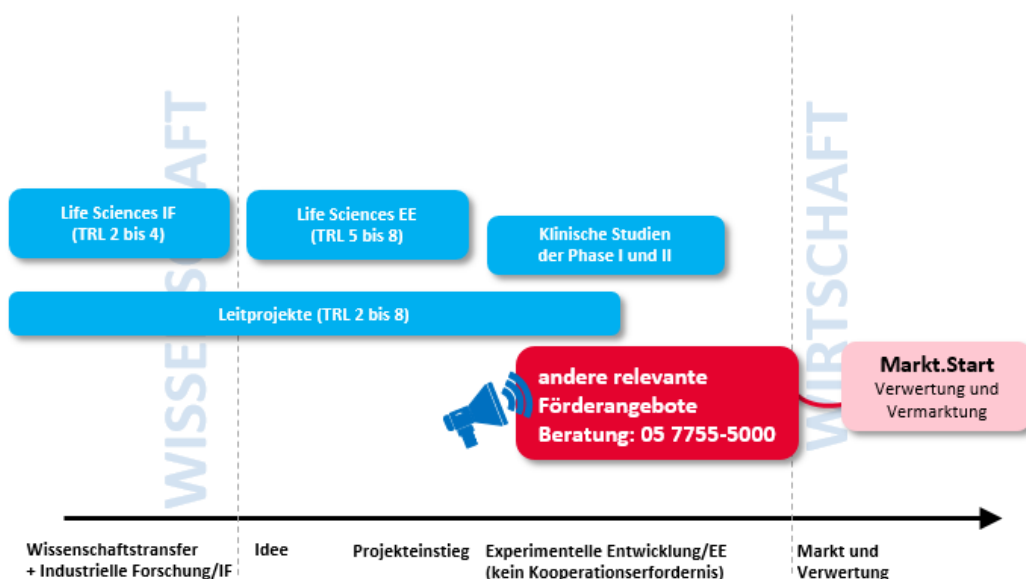 WISSENSCHAFT
WIRTSCHAFT
Life Sciences IF
(TRL 2 bis 4)
Life Sciences EE
(TRL 5 bis 8)
Klinische Studien
der Phase I und II
Leitprojekte (TRL 2 bis 8)
andere relevante
Förderangebote
Beratung: 05 7755-5000
Markt.Start
Verwertung und
Vermarktung
Wissenschaftstransfer
+ Industrielle Forschung/IF
Idee
Projekteinstieg
Experimentelle Entwicklung/EE
(kein Kooperationserfordernis)
Markt und
Verwertung